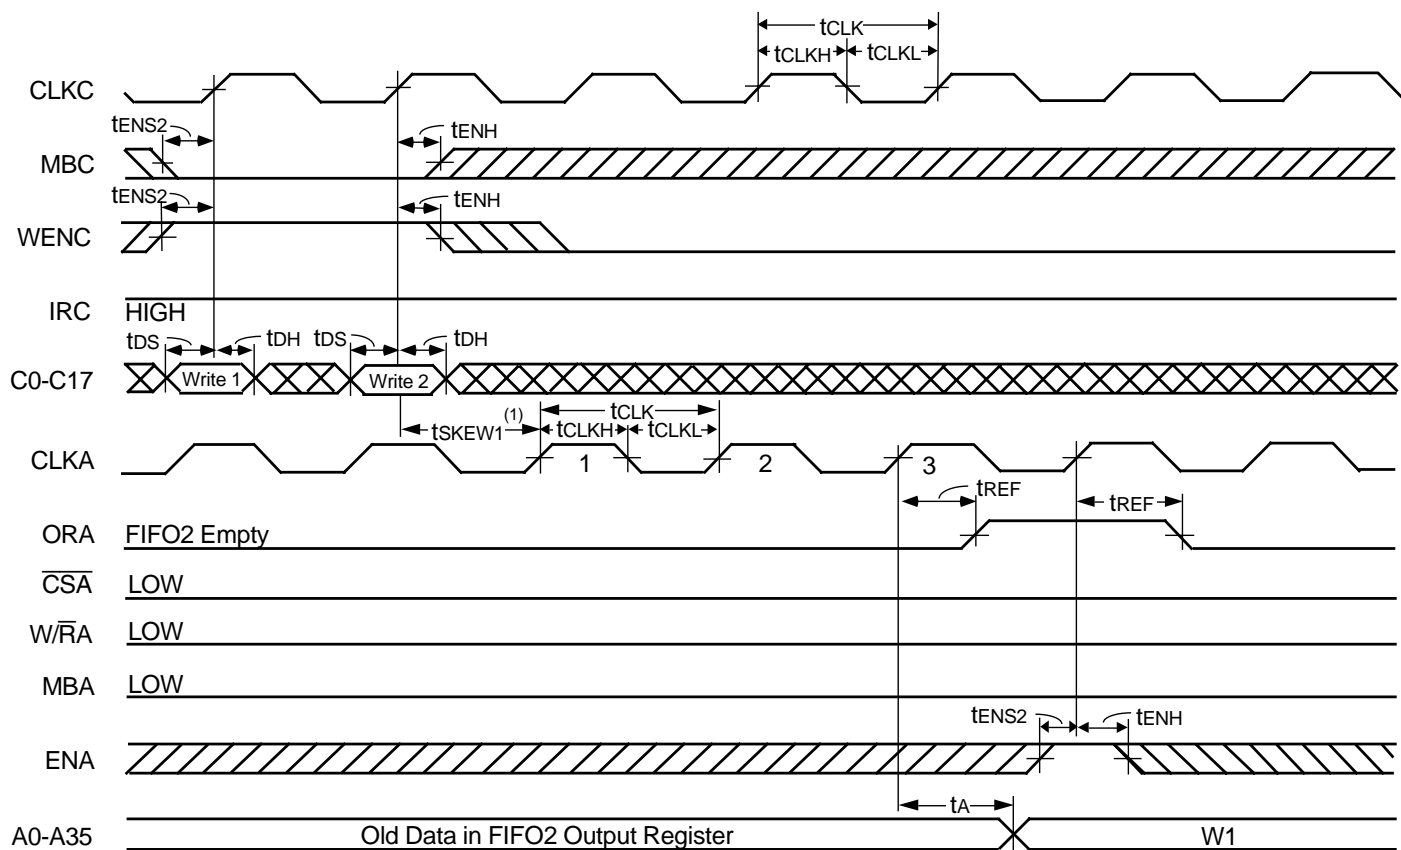 tCLK
tCLKH tCLKL
CLKC
tENS2 tENH
MBC
tENS2 tENH
WENC
IRC HIGH
tDS tDH tDS tDH
C0-C17 Write 1 Write 2
tSKEW1(1) tCLK
tCLKH tCLKL
CLKA 1 2 3
tREF tREF
ORA FIFO2 Empty
CSA LOW
W/RA LOW
MBA LOW
tENS2 tENH
ENA
tA
A0-A35 Old Data in FIFO2 Output Register W1